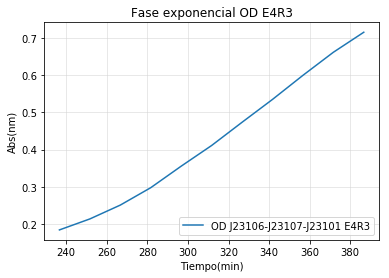 Fase exponencial OD E4R3
Abs(nm)
0.7
0.6
0.5
0.4
0.3
0.2
OD J23106-J23107-J23101 E4R3
240 260 280 300 320 340 360 380
Tiempo(min)